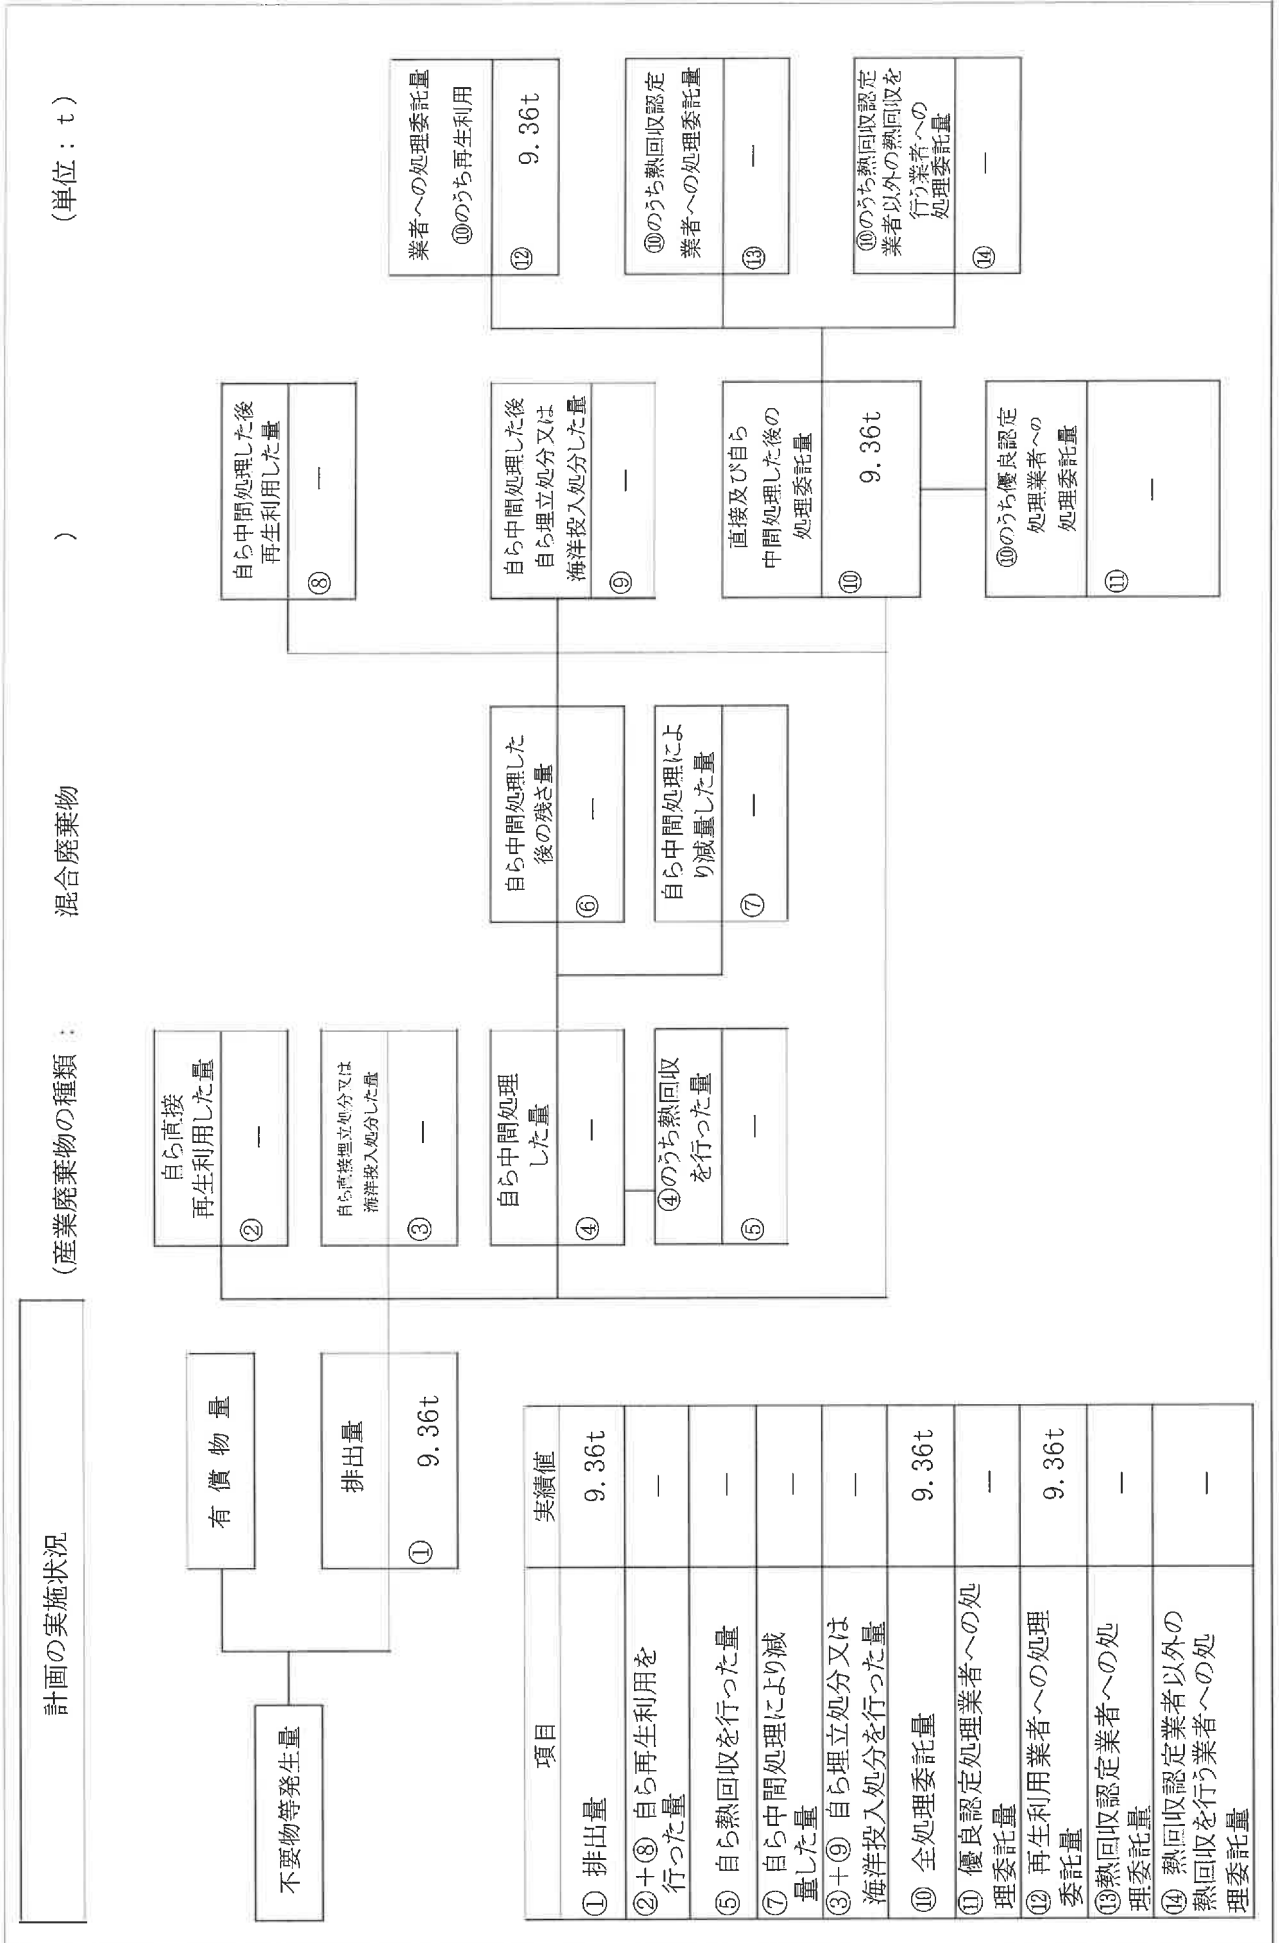 計画の実施状況
(産業廃棄物の種類 : 混合廃棄物 )
(単位 : t )
不要物等発生量
有 償 物 量
排出量
① 9.36t
自ら直接
再生利用した量
② —
自ら直接埋立処分又は
海洋投入処分した量
③ —
自ら中間処理
した量
④ —
④のうち熱回収
を行った量
⑤ —
自ら中間処理した
後の残さ量
⑥ —
自ら中間処理によ
り減量した量
⑦ —
自ら中間処理した後
再生利用した量
⑧ —
自ら中間処理した後
自ら埋立処分又は
海洋投入処分した量
⑨ —
直接及び自ら
中間処理した後の
処理委託量
⑩ 9.36t
⑩のうち優良認定
処理業者への
処理委託量
⑪ —
業者への処理委託量
⑩のうち再生利用
⑫ 9.36t
⑩のうち熱回収認定
業者への処理委託量
⑬ —
⑩のうち熱回収認定
業者以外の熱回収を
行う業者への
処理委託量
⑭ —
項目 実績値
① 排出量 9.36t
②+⑧ 自ら再生利用を
行った量 —
⑤ 自ら熱回収を行った量 —
⑦ 自ら中間処理により減
量した量 —
③+⑨ 自ら埋立処分又は
海洋投入処分を行った量 —
⑩ 全処理委託量 9.36t
⑪ 優良認定処理業者への処
理委託量 —
⑫ 再生利用業者への処理
委託量 9.36t
⑬熱回収認定業者への処
理委託量 —
⑭ 熱回収認定業者以外の
熱回収を行う業者への処
理委託量 —